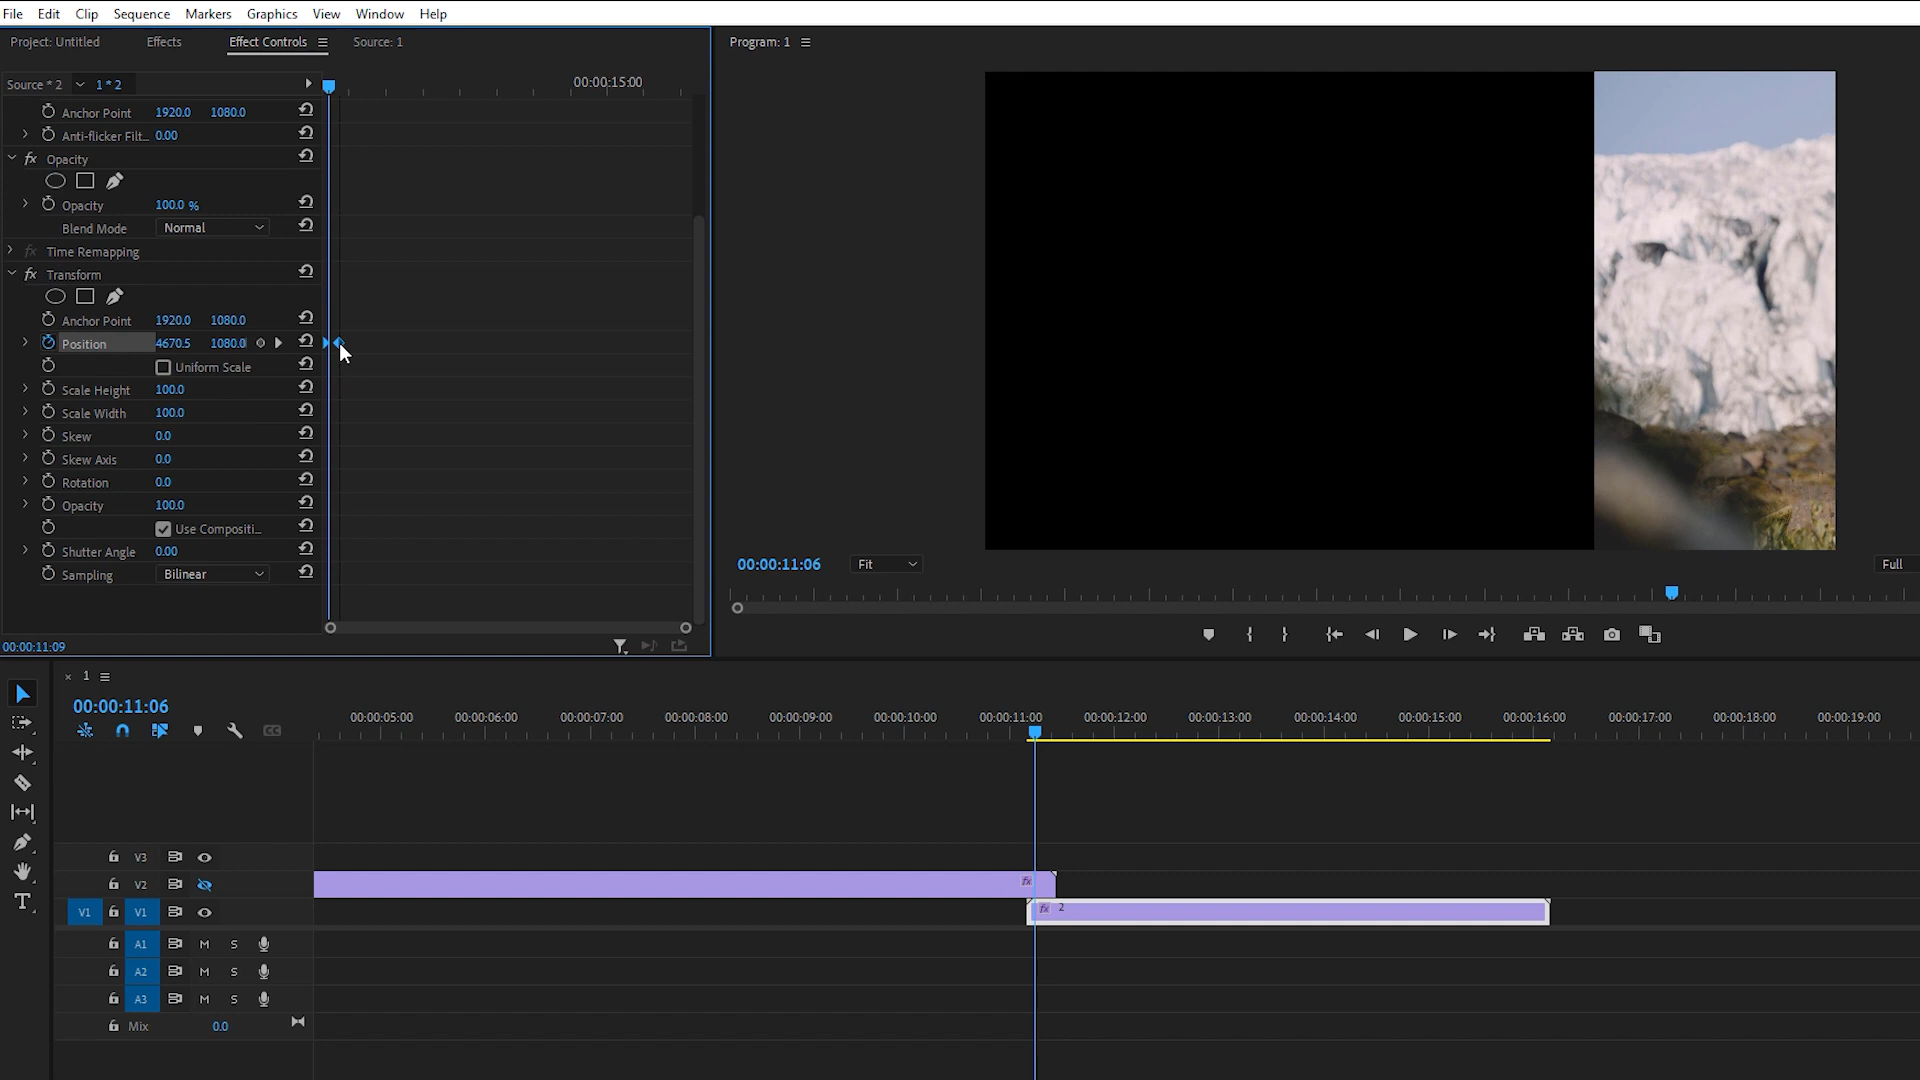 File Edit Clip Sequence Markers Graphics View Window Help
Project: Untitled Effects Effect Controls Source: 1
Program: 1
Source * 2 1 * 2 00:00:15:00
Anchor Point 1920.0 1080.0
Anti-flicker Filt... 0.00
fx Opacity
Opacity 100.0 %
Blend Mode Normal
fx Time Remapping
fx Transform
Anchor Point 1920.0 1080.0
Position 4670.5 1080.0
Uniform Scale
Scale Height 100.0
Scale Width 100.0
Skew 0.0
Skew Axis 0.0
Rotation 0.0
Opacity 100.0
Use Compositi...
Shutter Angle 0.00
Sampling Bilinear
00:00:11:09
00:00:11:06 Fit Full
1
00:00:11:06
00:00:05:00 00:00:06:00 00:00:07:00 00:00:08:00 00:00:09:00 00:00:10:00 00:00:11:00 00:00:12:00 00:00:13:00 00:00:14:00 00:00:15:00 00:00:16:00 00:00:17:00 00:00:18:00 00:00:19:00
CC
V3
V2 fx
V1 V1 fx 2
A1 M S
A2 M S
A3 M S
Mix 0.0